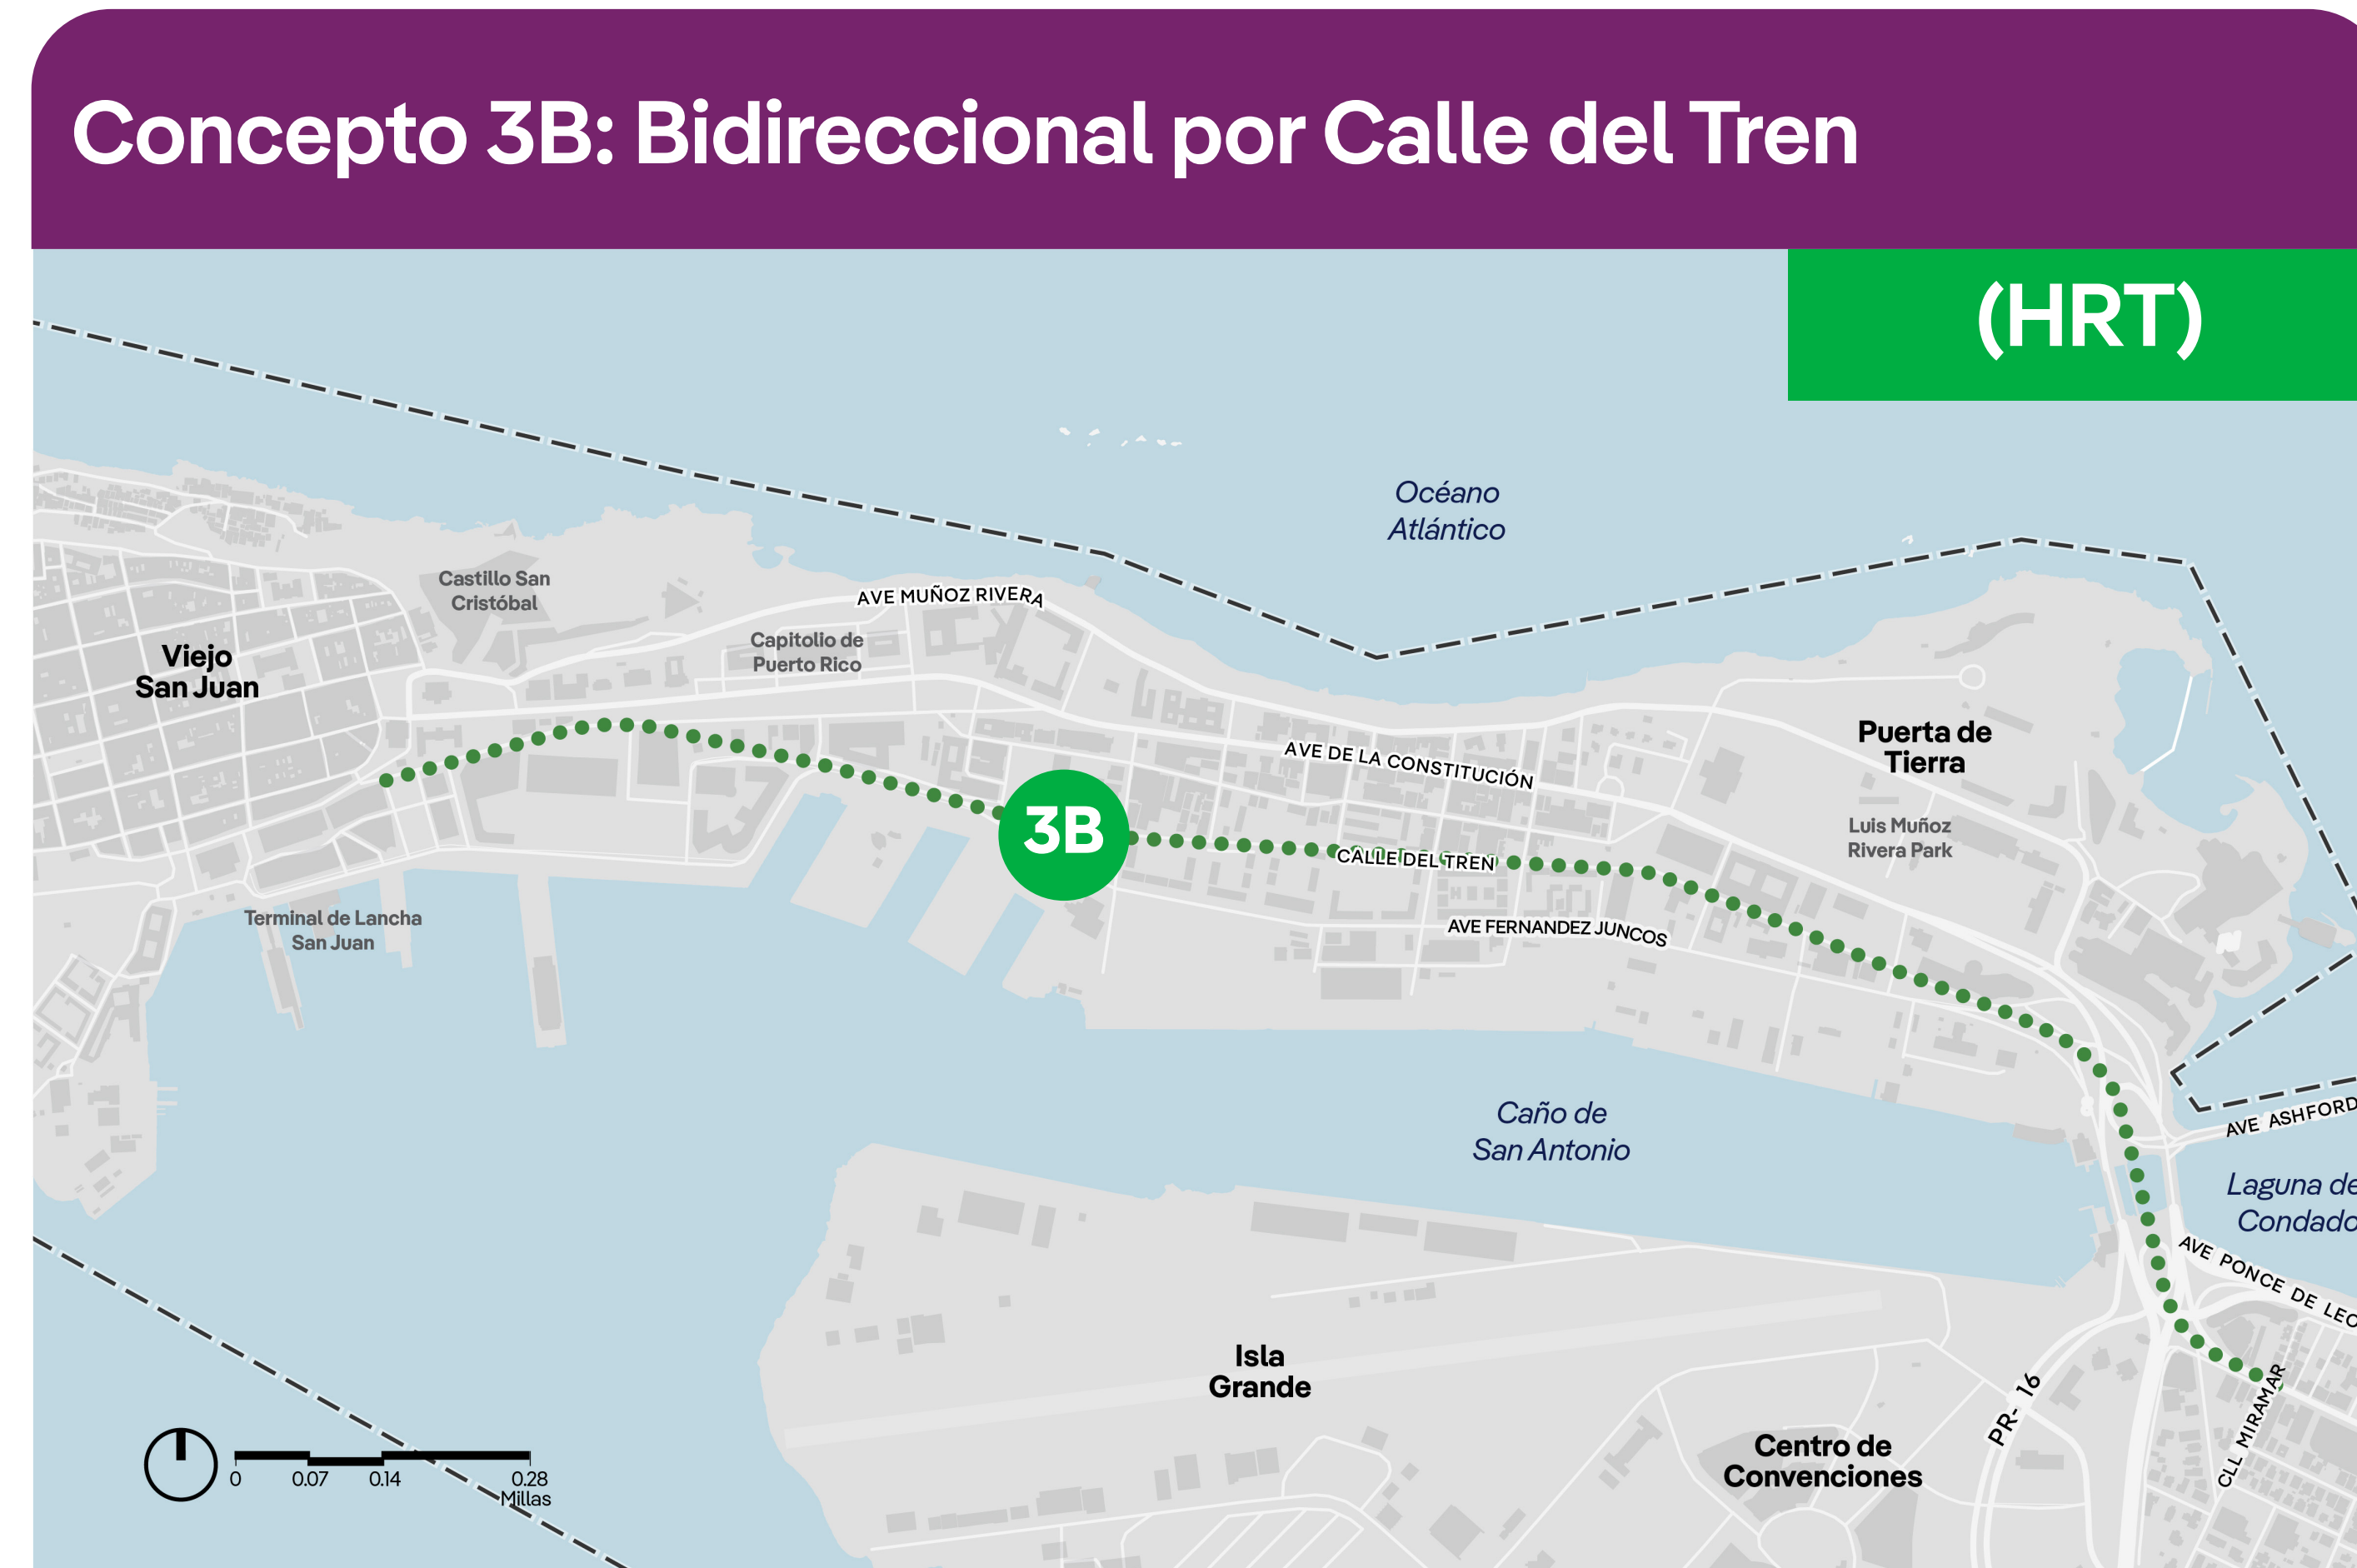 Concepto 3B: Bidireccional por Calle del Tren
(HRT)
Océano
Atlántico
Castillo San
Cristóbal
AVE MUÑOZ RIVERA
Capitolio de
Puerto Rico
Viejo
San Juan
Puerta de
Tierra
AVE DE LA CONSTITUCIÓN
3B
Luis Muñoz
Rivera Park
CALLE DEL TREN
AVE FERNANDEZ JUNCOS
Terminal de Lancha
San Juan
Caño de
San Antonio
AVE ASHFORD
Laguna de
Condado
AVE PONCE DE LEO
Isla
Grande
PR- 16
CLL MIRAMAR
Centro de
Convenciones
0 0.07 0.14 0.28
Millas